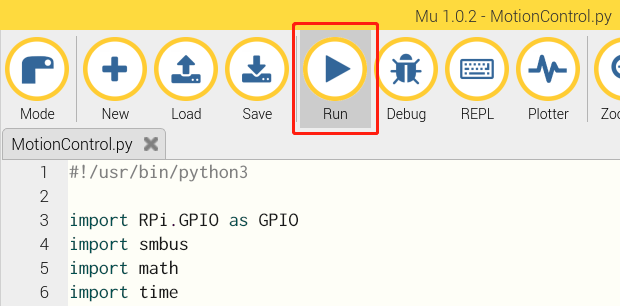 Mu 1.0.2 - MotionControl.py
Mode New Load Save Run Debug REPL Plotter Zoo
MotionControl.py
1 #!/usr/bin/python3
2
3 import RPi.GPIO as GPIO
4 import smbus
5 import math
6 import time